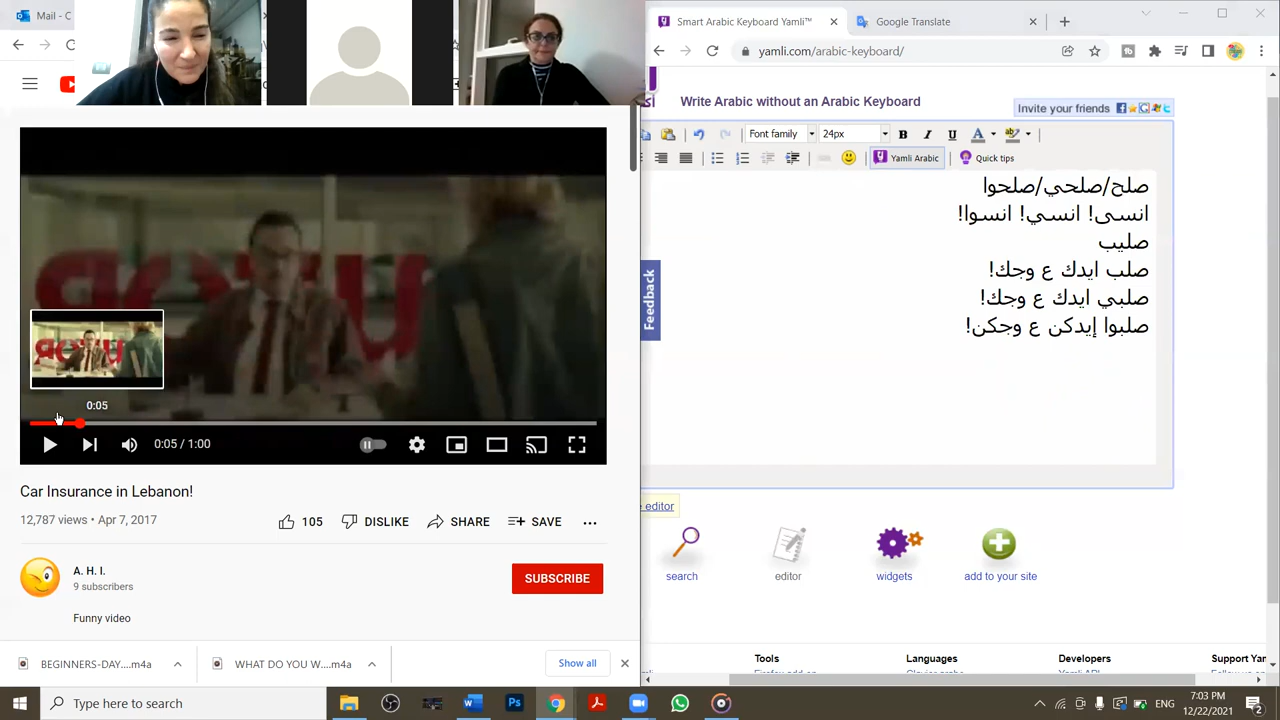 Mail -
Smart Arabic Keyboard Yamli™
Google Translate
yamli.com/arabic-keyboard/
Write Arabic without an Arabic Keyboard
Invite your friends
Font family
24px
B
I
U
A
Yamli Arabic
Quick tips
صلح/صلحي/صلحوا
انسى! انسي! انسوا!
صليب
صلب ايدك ع وجك!
صلبي ايدك ع وجك!
صلبوا إيدكن ع وجكن!
Feedback
0:05
0:05 / 1:00
Car Insurance in Lebanon!
12,787 views • Apr 7, 2017
105
DISLIKE
SHARE
SAVE
A. H. I.
9 subscribers
SUBSCRIBE
Funny video
editor
search
editor
widgets
add to your site
Tools
Languages
Developers
Support Yam
BEGINNERS-DAY....m4a
WHAT DO YOU W....m4a
Show all
Type here to search
ENG
7:03 PM
12/22/2021
2